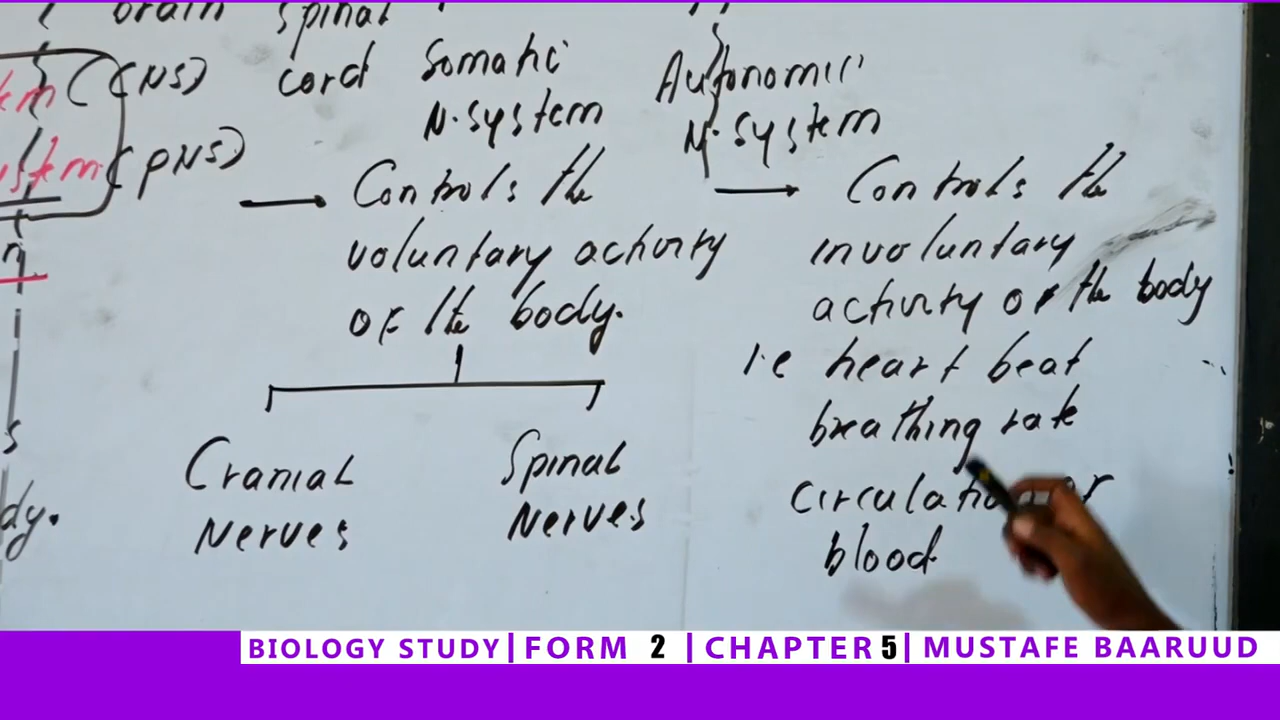 brain spinal
(CNS) cord Somatic Autonomic
N.system N.system
(PNS)
→ Controls the
voluntary activity
of the body.
→ Controls the
involuntary
activity of the body
i.e heart beat
breathing rate
Circulation of
blood
Cranial
Nerves
Spinal
Nerves
dy.
BIOLOGY STUDY | FORM 2 | CHAPTER 5 | MUSTAFE BAARUUD